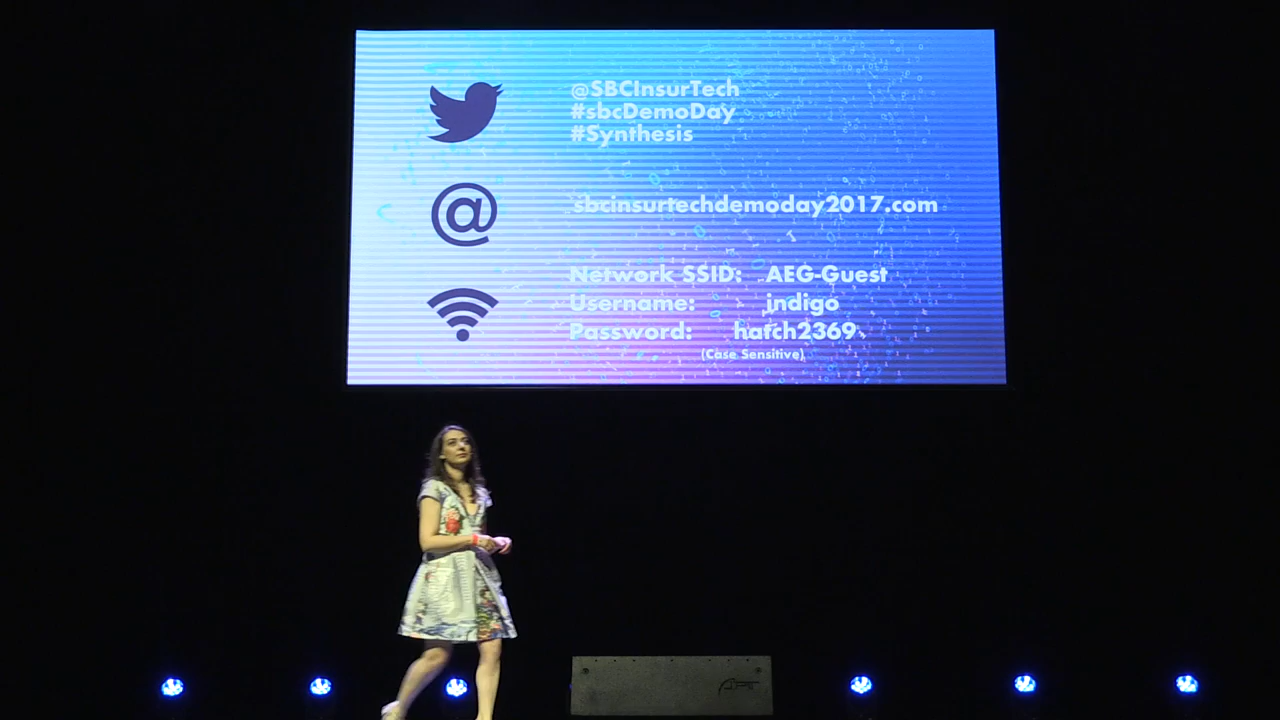 @SBCInsurTech
#sbcDemoDay
#Synthesis
@
sbcinsurtechdemoday2017.com
Network SSID: AEG-Guest
Username: indigo
Password: hatch2369
(Case Sensitive)